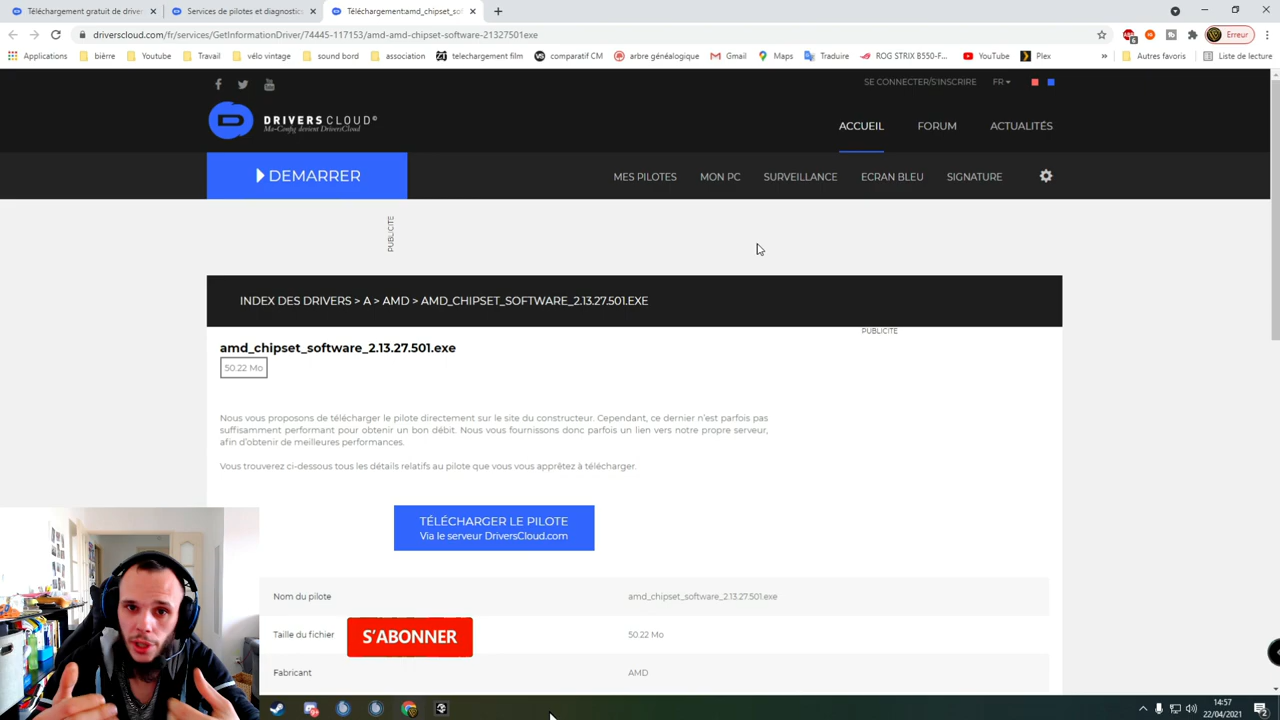 Téléchargement gratuit de driver
Services de pilotes et diagnostic
Téléchargement:amd_chipset_sof
driverscloud.com/fr/services/GetInformationDriver/74445-117153/amd-amd-chipset-software-21327501exe
Erreur
Applications
bièrre
Youtube
Travail
vélo vintage
sound bord
association
telechargement film
comparatif CM
arbre généalogique
Gmail
Maps
Traduire
ROG STRIX B550-F...
YouTube
Plex
»
Autres favoris
Liste de lecture
SE CONNECTER/S'INSCRIRE
FR
DRIVERS CLOUD©
Ma-Config devient DriversCloud
ACCUEIL
FORUM
ACTUALITÉS
DEMARRER
MES PILOTES
MON PC
SURVEILLANCE
ECRAN BLEU
SIGNATURE
PUBLICITE
INDEX DES DRIVERS > A > AMD > AMD_CHIPSET_SOFTWARE_2.13.27.501.EXE
PUBLICITE
amd_chipset_software_2.13.27.501.exe
50.22 Mo
Nous vous proposons de télécharger le pilote directement sur le site du constructeur. Cependant, ce dernier n'est parfois pas
suffisamment performant pour obtenir un bon débit. Nous vous fournissons donc parfois un lien vers notre propre serveur,
afin d'obtenir de meilleures performances.
Vous trouverez ci-dessous tous les détails relatifs au pilote que vous vous apprêtez à télécharger.
TÉLÉCHARGER LE PILOTE
Via le serveur DriversCloud.com
Nom du pilote
amd_chipset_software_2.13.27.501.exe
Taille du fichier
50.22 Mo
S'ABONNER
Fabricant
AMD
14:57
22/04/2021
2